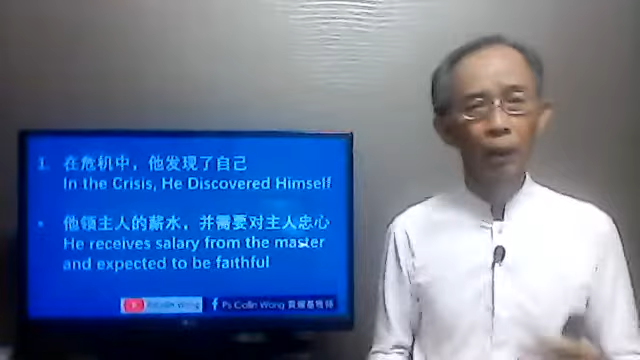 1. 在危机中，他发现了自己
In the Crisis, He Discovered Himself
• 他领主人的薪水，并需要对主人忠心
He receives salary from the master
and expected to be faithful
Ps Colin Wong